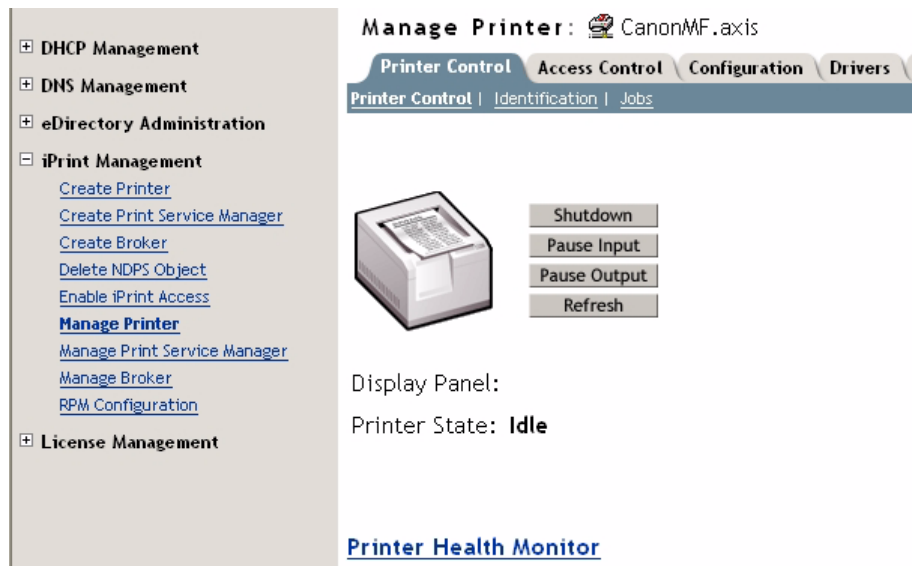 DHCP Management
DNS Management
eDirectory Administration
iPrint Management
Create Printer
Create Print Service Manager
Create Broker
Delete NDPS Object
Enable iPrint Access
Manage Printer
Manage Print Service Manager
Manage Broker
RPM Configuration
License Management
Manage Printer: CanonMF.axis
Printer Control Access Control Configuration Drivers
Printer Control | Identification | Jobs
Shutdown
Pause Input
Pause Output
Refresh
Display Panel:
Printer State: Idle
Printer Health Monitor